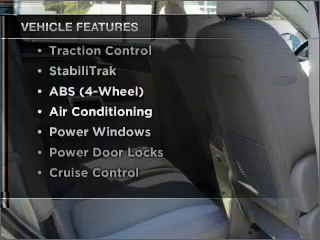 VEHICLE FEATURES
• Traction Control
• StabiliTrak
• ABS (4-Wheel)
• Air Conditioning
• Power Windows
• Power Door Locks
• Cruise Control